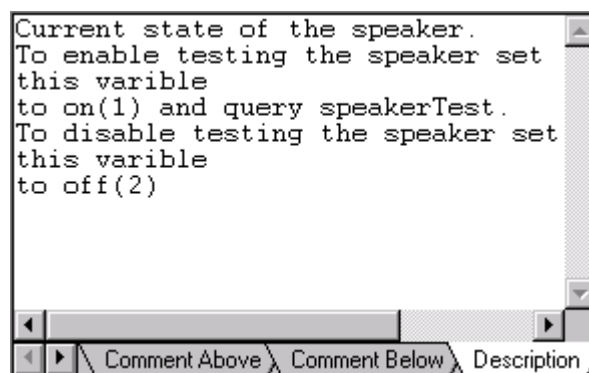 Current state of the speaker.
To enable testing the speaker set
this varible
to on(1) and query speakerTest.
To disable testing the speaker set
this varible
to off(2)
Comment Above Comment Below Description